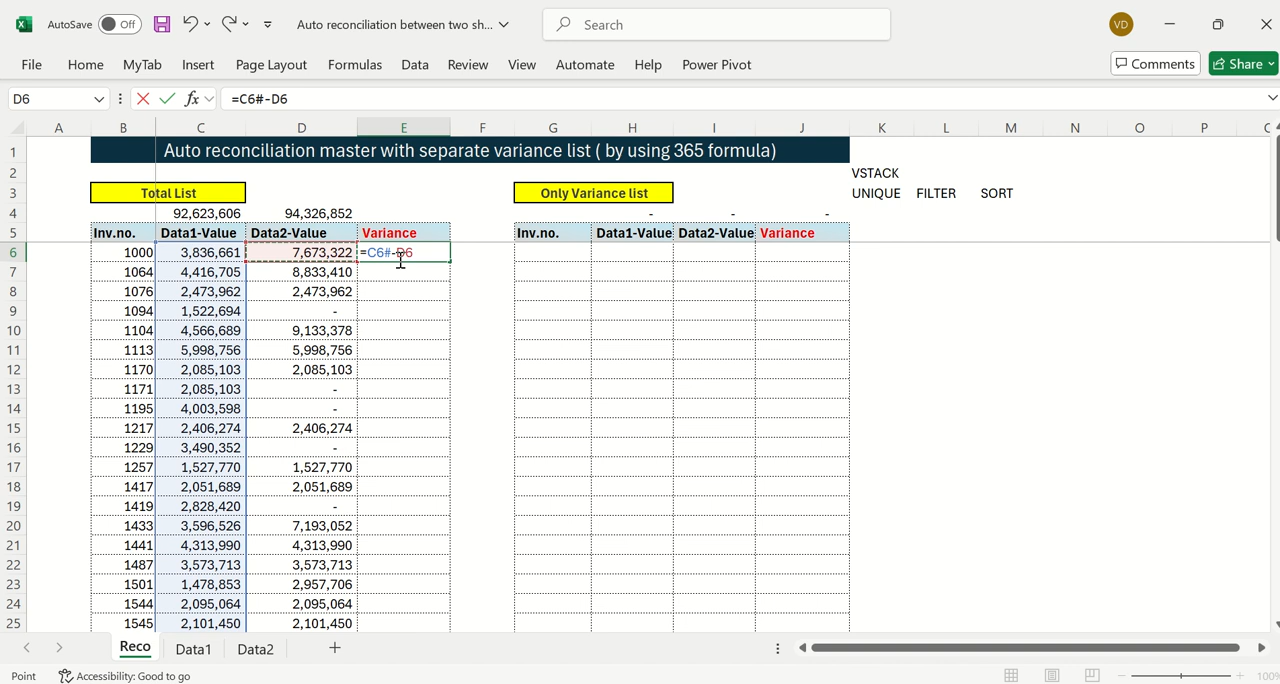 AutoSave Off Auto reconciliation between two sh... Search VD
File Home MyTab Insert Page Layout Formulas Data Review View Automate Help Power Pivot Comments Share
D6 fx =C6#-D6
A B C D E F G H I J K L M N O P
1 Auto reconciliation master with separate variance list ( by using 365 formula)
2 VSTACK
3 Total List Only Variance list UNIQUE FILTER SORT
4 92,623,606 94,326,852 - - -
5 Inv.no. Data1-Value Data2-Value Variance Inv.no. Data1-Value Data2-Value Variance
6 1000 3,836,661 7,673,322 =C6#-D6
7 1064 4,416,705 8,833,410
8 1076 2,473,962 2,473,962
9 1094 1,522,694 -
10 1104 4,566,689 9,133,378
11 1113 5,998,756 5,998,756
12 1170 2,085,103 2,085,103
13 1171 2,085,103 -
14 1195 4,003,598 -
15 1217 2,406,274 2,406,274
16 1229 3,490,352 -
17 1257 1,527,770 1,527,770
18 1417 2,051,689 2,051,689
19 1419 2,828,420 -
20 1433 3,596,526 7,193,052
21 1441 4,313,990 4,313,990
22 1487 3,573,713 3,573,713
23 1501 1,478,853 2,957,706
24 1544 2,095,064 2,095,064
25 1545 2,101,450 2,101,450
Reco Data1 Data2
Point Accessibility: Good to go